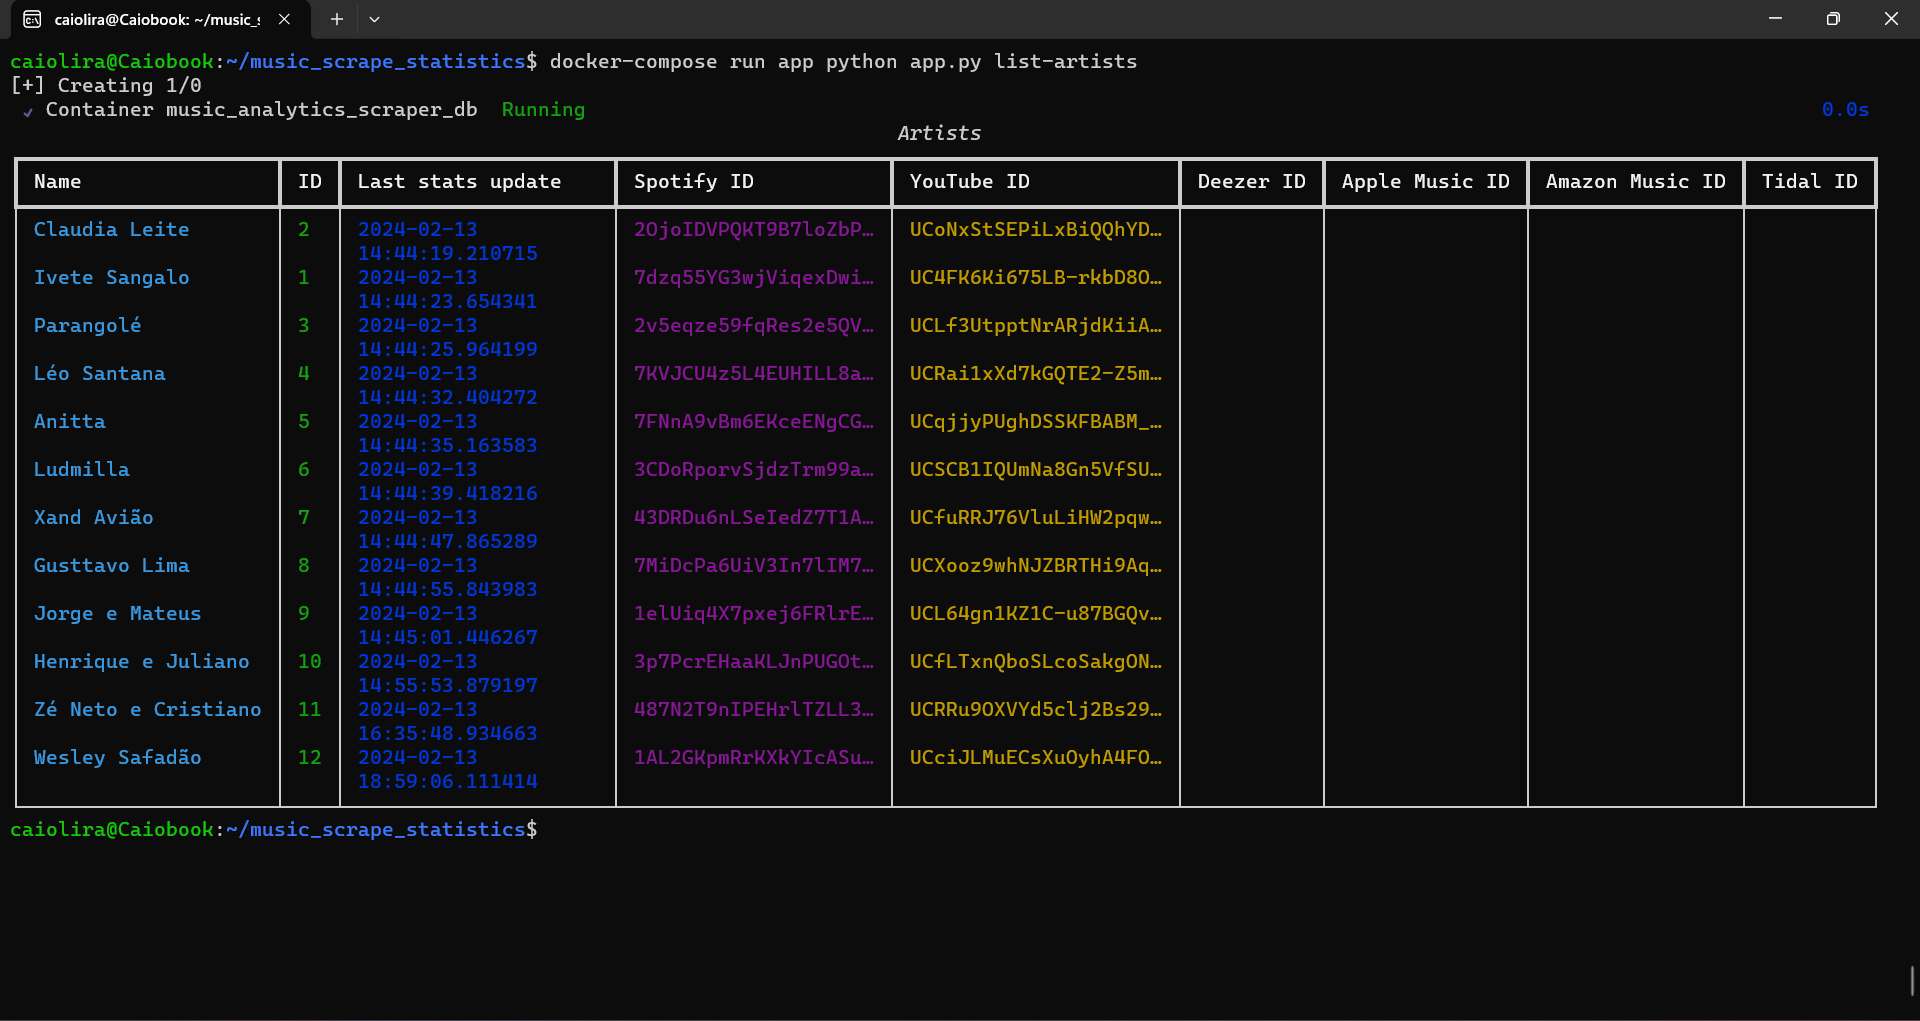 caiolira@Caiobook: ~/music_s
caiolira@Caiobook:~/music_scrape_statistics$ docker-compose run app python app.py list-artists
[+] Creating 1/0
✓ Container music_analytics_scraper_db  Running 0.0s
Artists
Name ID Last stats update Spotify ID YouTube ID Deezer ID Apple Music ID Amazon Music ID Tidal ID
Claudia Leite 2 2024-02-13 2OjoIDVPQKT9B7loZbP… UCoNxStSEPiLxBiQQhYD…
14:44:19.210715
Ivete Sangalo 1 2024-02-13 7dzq55YG3wjViqexDwi… UC4FK6Ki675LB-rkbD8O…
14:44:23.654341
Parangolé 3 2024-02-13 2v5eqze59fqRes2e5QV… UCLf3UtpptNrARjdKiiA…
14:44:25.964199
Léo Santana 4 2024-02-13 7KVJCU4z5L4EUHILL8a… UCRai1xXd7kGQTE2-Z5m…
14:44:32.404272
Anitta 5 2024-02-13 7FNnA9vBm6EKceENgCG… UCqjjyPUghDSSKFBABM_…
14:44:35.163583
Ludmilla 6 2024-02-13 3CDoRporvSjdzTrm99a… UCSCB1IQUmNa8Gn5VfSU…
14:44:39.418216
Xand Avião 7 2024-02-13 43DRDu6nLSeIedZ7T1A… UCfuRRJ76VluLiHW2pqw…
14:44:47.865289
Gusttavo Lima 8 2024-02-13 7MiDcPa6UiV3In7lIM7… UCXooz9whNJZBRTHi9Aq…
14:44:55.843983
Jorge e Mateus 9 2024-02-13 1elUiq4X7pxej6FRlrE… UCL64gn1KZ1C-u87BGQv…
14:45:01.446267
Henrique e Juliano 10 2024-02-13 3p7PcrEHaaKLJnPUGOt… UCfLTxnQboSLcoSakgON…
14:55:53.879197
Zé Neto e Cristiano 11 2024-02-13 487N2T9nIPEHrlTZLL3… UCRRu9OXVYd5clj2Bs29…
16:35:48.934663
Wesley Safadão 12 2024-02-13 1AL2GKpmRrKXkYIcASu… UCciJLMuECsXuOyhA4FO…
18:59:06.111414
caiolira@Caiobook:~/music_scrape_statistics$